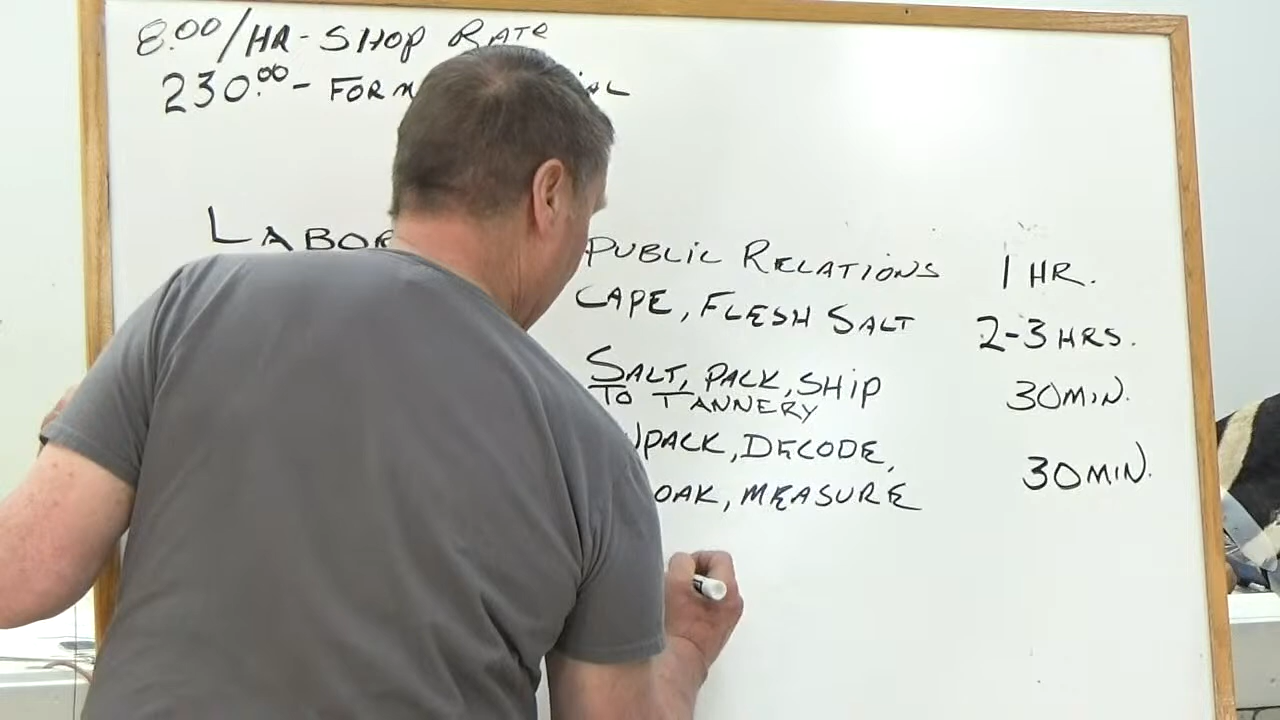 8.00/HR - SHOP RATE
230.00 - FOR
LABOR
PUBLIC RELATIONS 1 HR.
CAPE, FLESH SALT 2-3 HRS.
SALT, PACK, SHIP 30 MIN.
TO TANNERY
DECODE, 30 MIN.
MEASURE